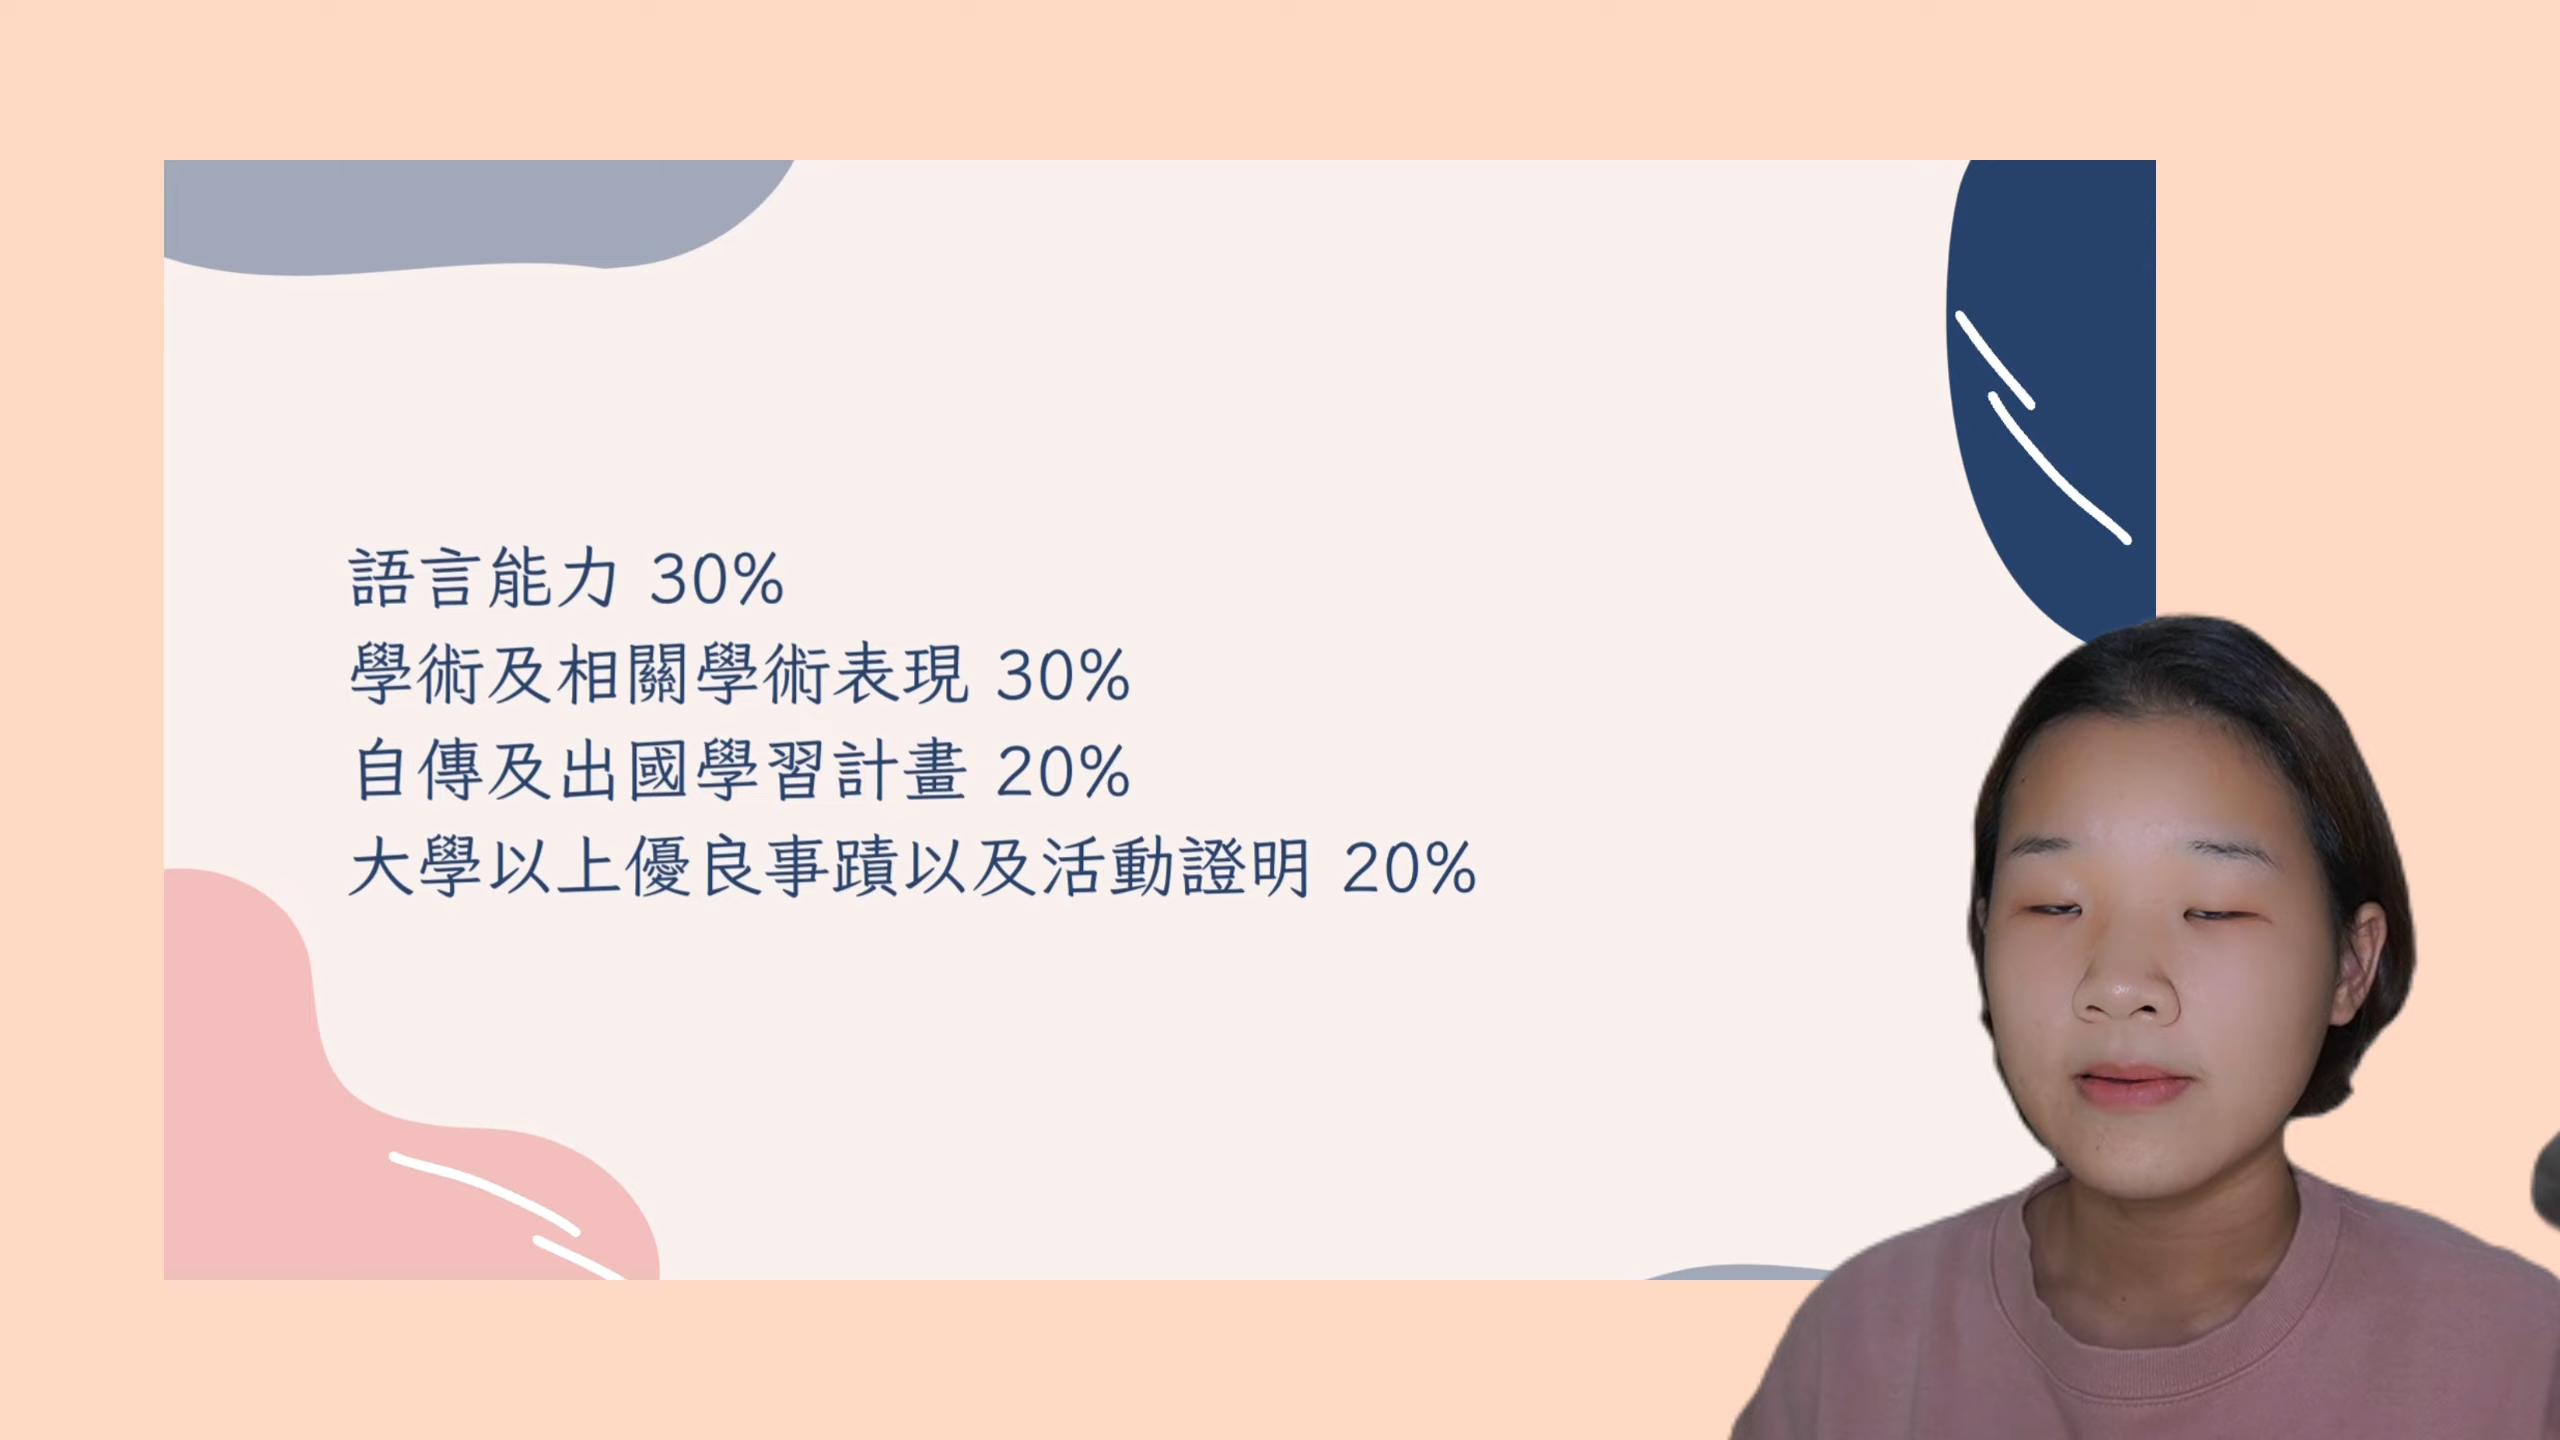 語言能力 30%
學術及相關學術表現 30%
自傳及出國學習計畫 20%
大學以上優良事蹟以及活動證明 20%